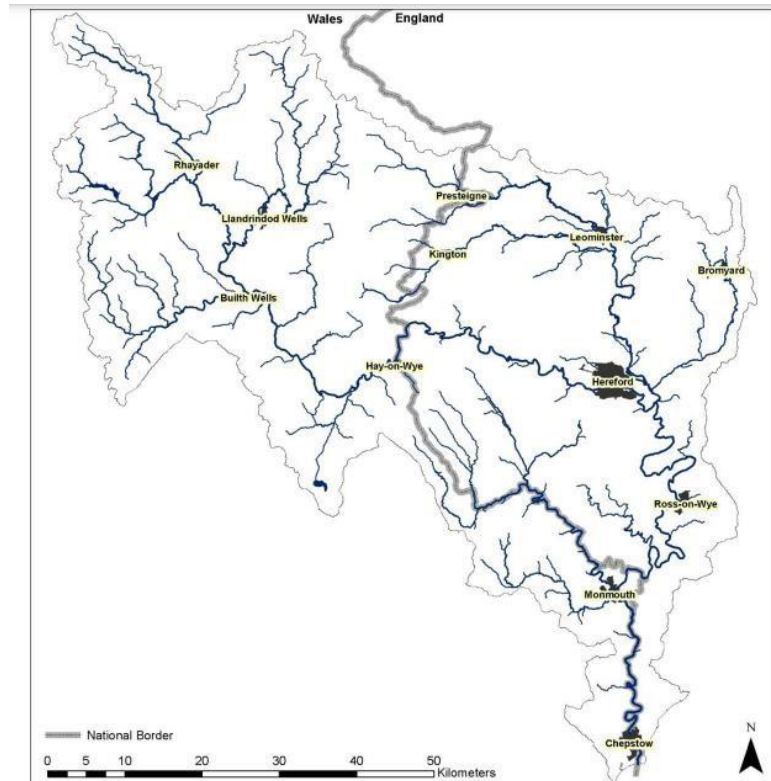 Wales England
Rhayader
Presteigne
Llandrindod Wells
Leominster
Kington
Bromyard
Builth Wells
Hay-on-Wye
Hereford
Ross-on-Wye
Monmouth
N
National Border
Chepstow
0 5 10 20 30 40 50
Kilometers